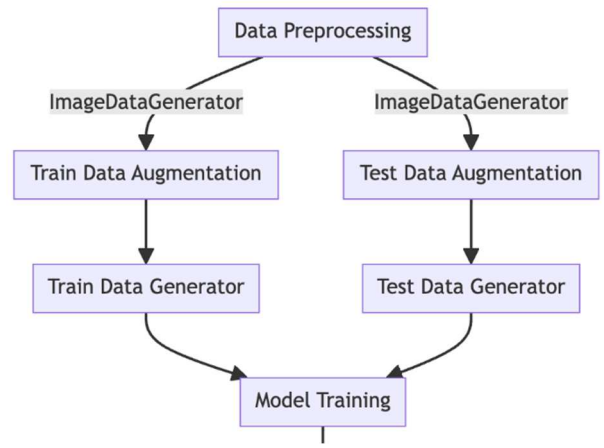 Data Preprocessing
ImageDataGenerator
ImageDataGenerator
Train Data Augmentation
Test Data Augmentation
Train Data Generator
Test Data Generator
Model Training